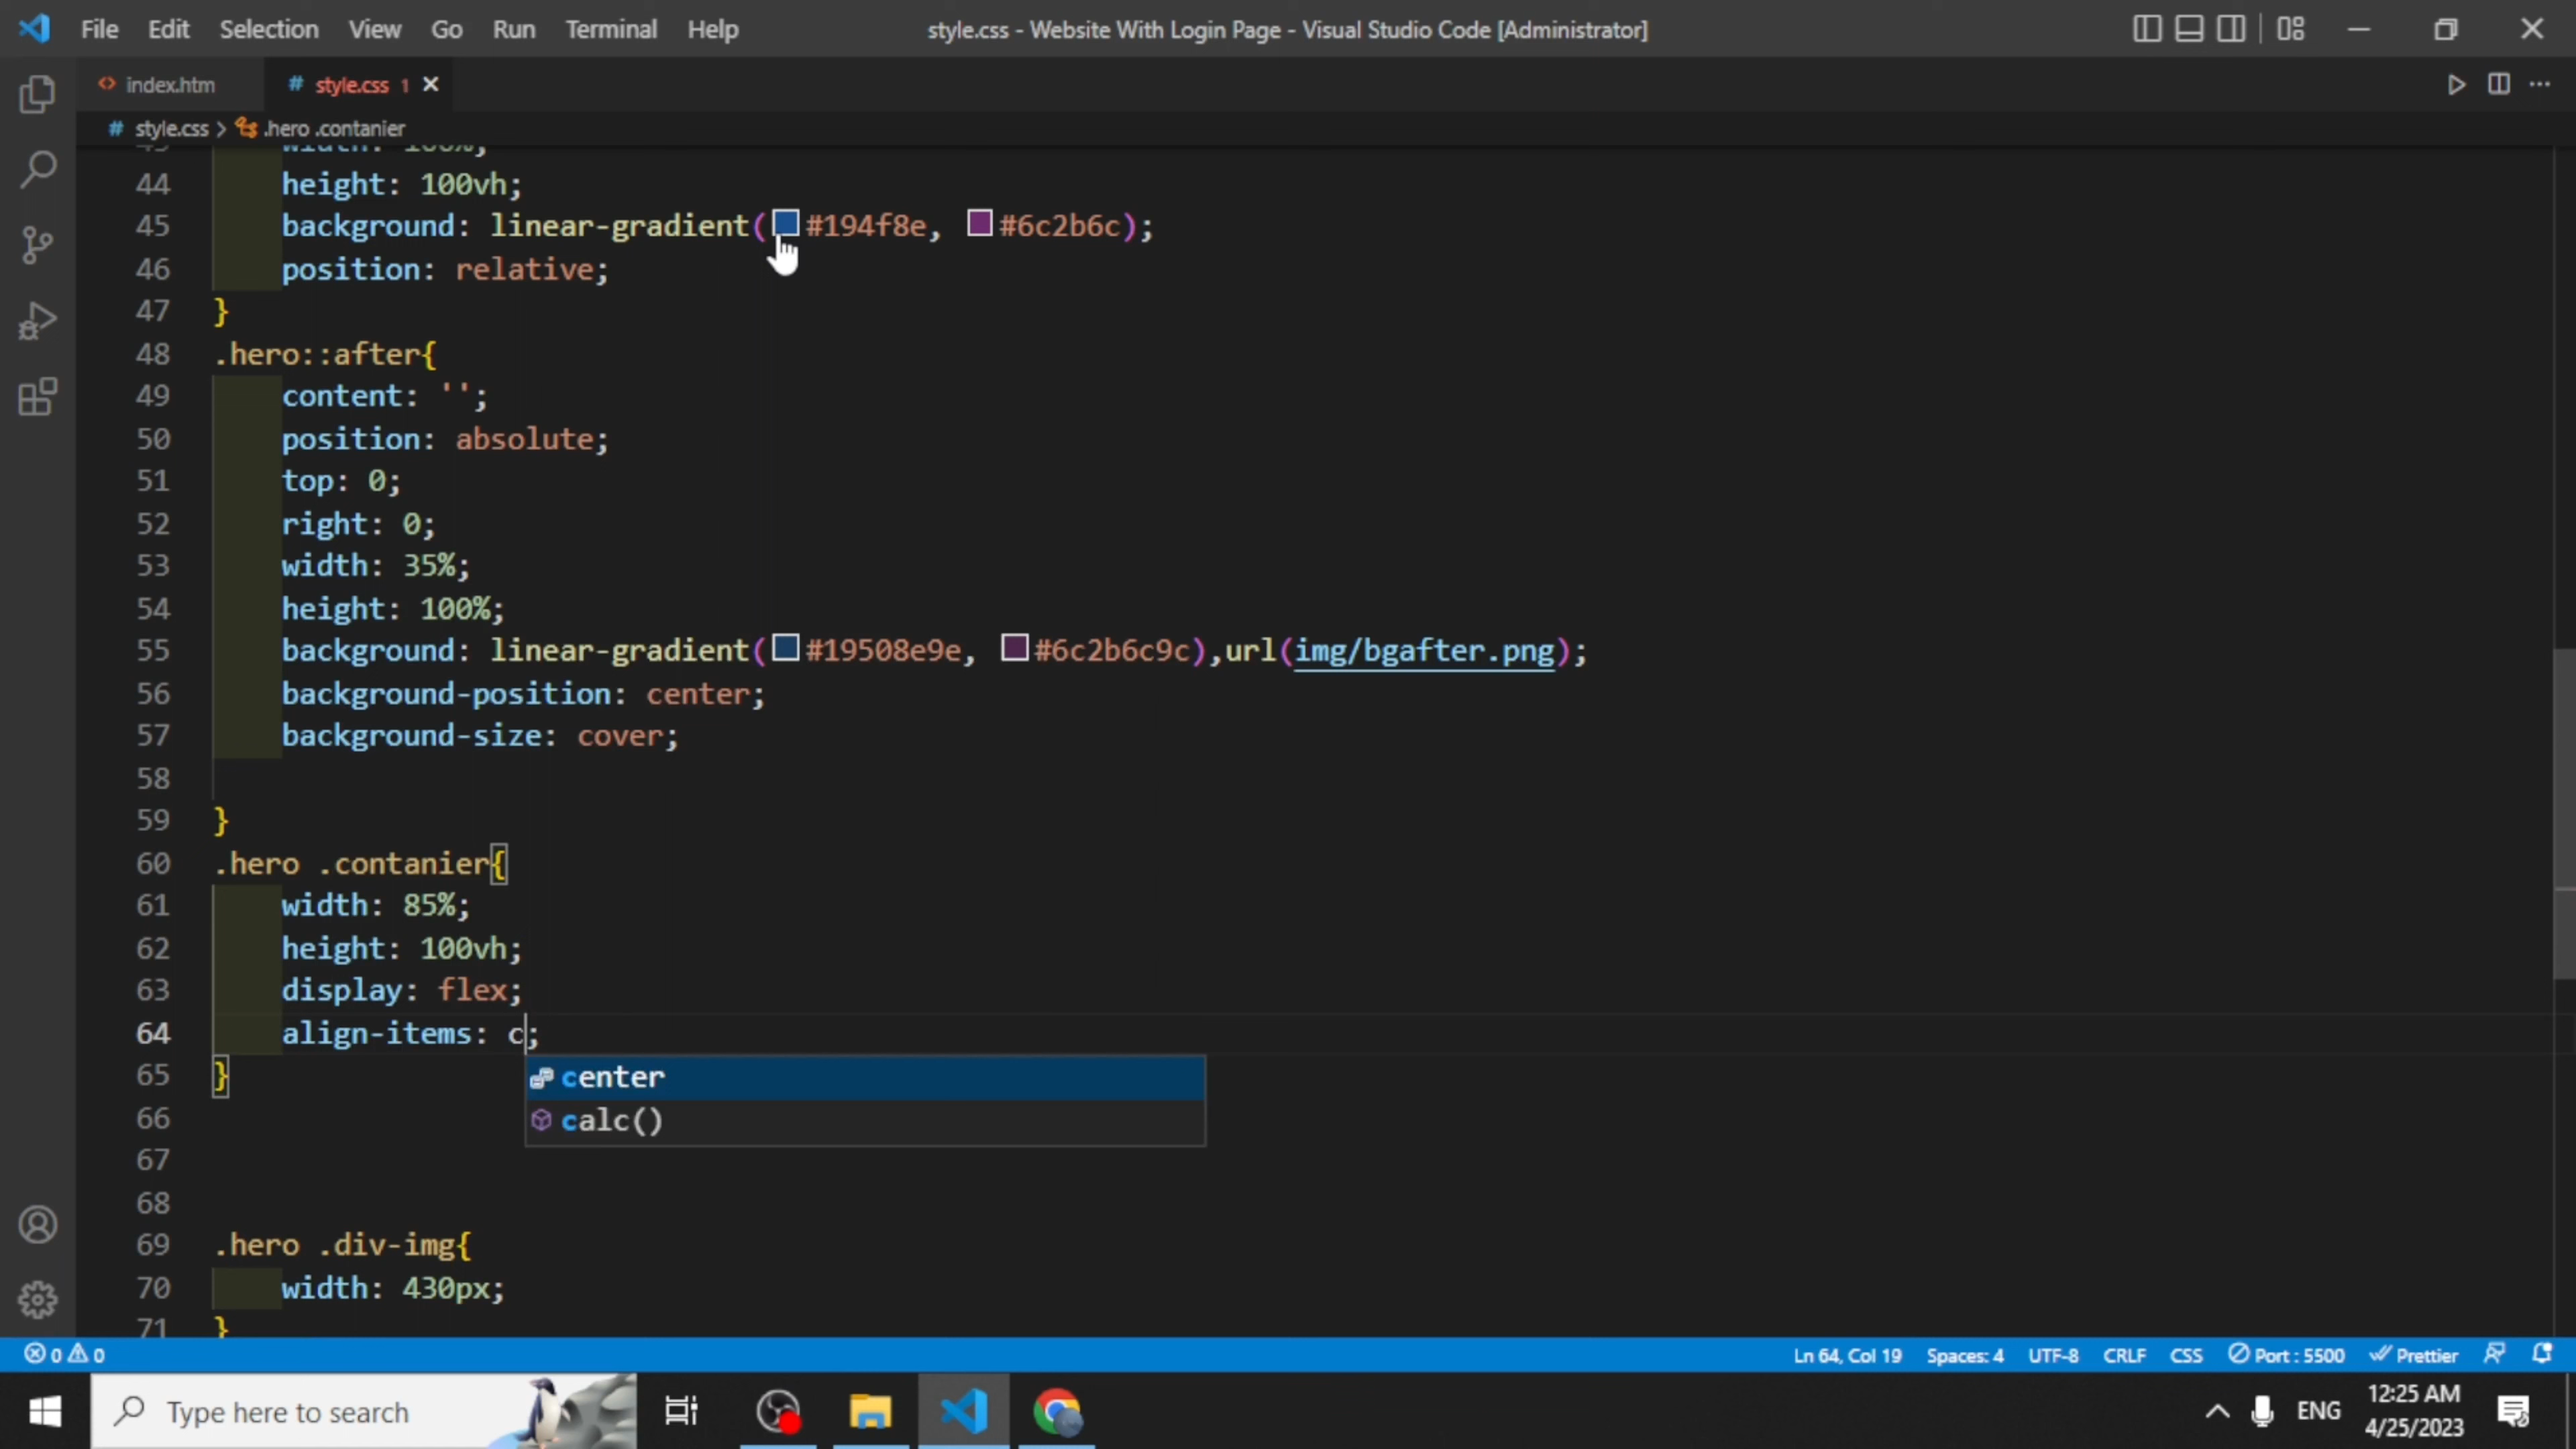 File Edit Selection View Go Run Terminal Help style.css - Website With Login Page - Visual Studio Code [Administrator]
index.htm style.css 1
style.css > .hero .contanier
44 height: 100vh;
45 background: linear-gradient(#194f8e, #6c2b6c);
46 position: relative;
47 }
48 .hero::after{
49 content: '';
50 position: absolute;
51 top: 0;
52 right: 0;
53 width: 35%;
54 height: 100%;
55 background: linear-gradient(#19508e9e, #6c2b6c9c),url(img/bgafter.png);
56 background-position: center;
57 background-size: cover;
58
59 }
60 .hero .contanier{
61 width: 85%;
62 height: 100vh;
63 display: flex;
64 align-items: c;
center
65 }
calc()
66
67
68
69 .hero .div-img{
70 width: 430px;
71 }
0 0 Ln 64, Col 19 Spaces: 4 UTF-8 CRLF CSS Port : 5500 Prettier
Type here to search ENG 12:25 AM
4/25/2023